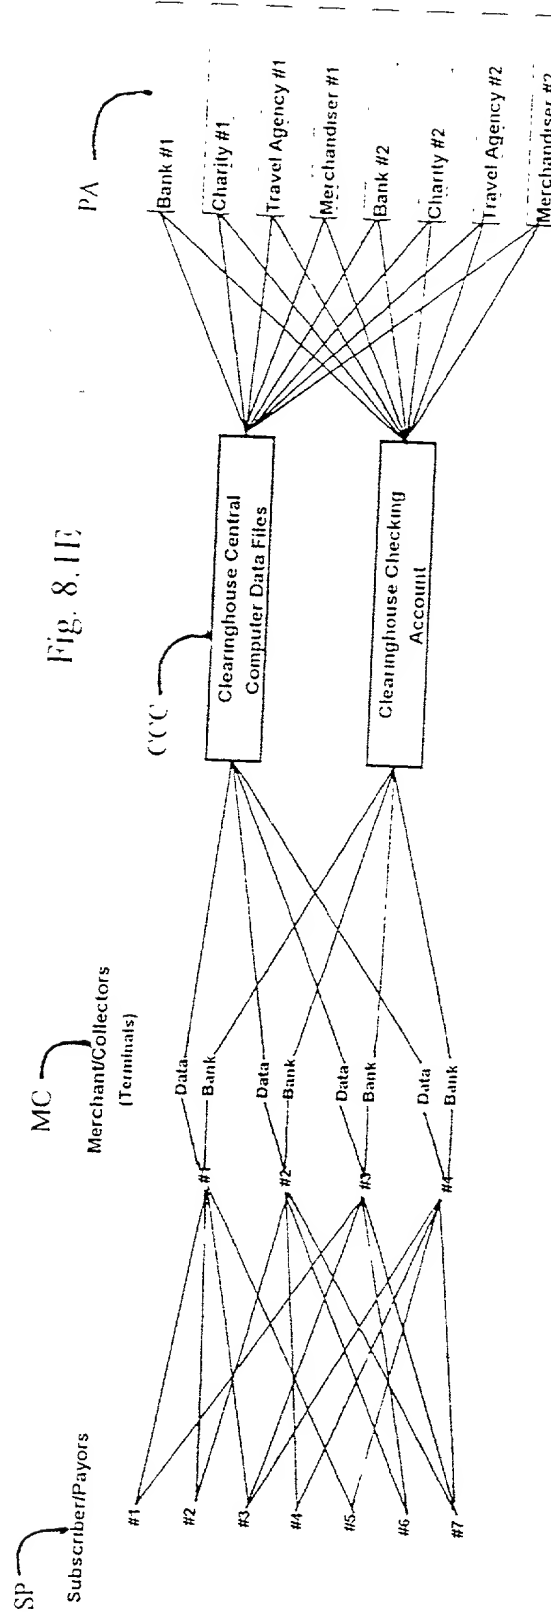 Fig. 8.1E
SP
Subscriber/Payors
#1
#2
#3
#4
#5
#6
#7
MC
Merchant/Collectors
(Terminals)
#1
Data
Bank
#2
Data
Bank
#3
Data
Bank
#4
Data
Bank
CCC
Clearinghouse Central
Computer Data Files
Clearinghouse Checking
Account
PA
Bank #1
Charity #1
Travel Agency #1
Merchandiser #1
Bank #2
Charity #2
Travel Agency #2
Merchandiser #2